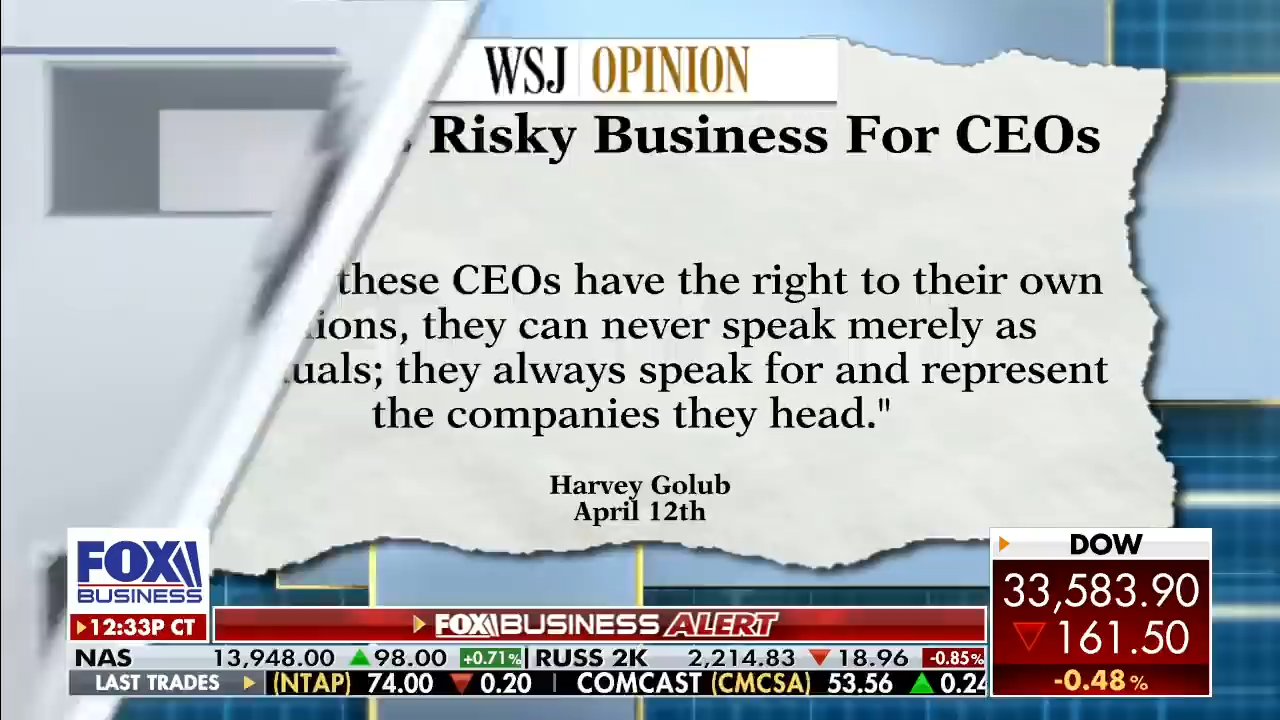 WSJ OPINION
Risky Business For CEOs
these CEOs have the right to their own
they can never speak merely as
they always speak for and represent
the companies they head."
Harvey Golub
April 12th
FOX BUSINESS
12:33P CT
FOX BUSINESS ALERT
DOW
33,583.90
161.50
-0.48%
NAS 13,948.00 98.00 +0.71% RUSS 2K 2,214.83 18.96 -0.85%
LAST TRADES (NTAP) 74.00 0.20 COMCAST (CMCSA) 53.56 0.24